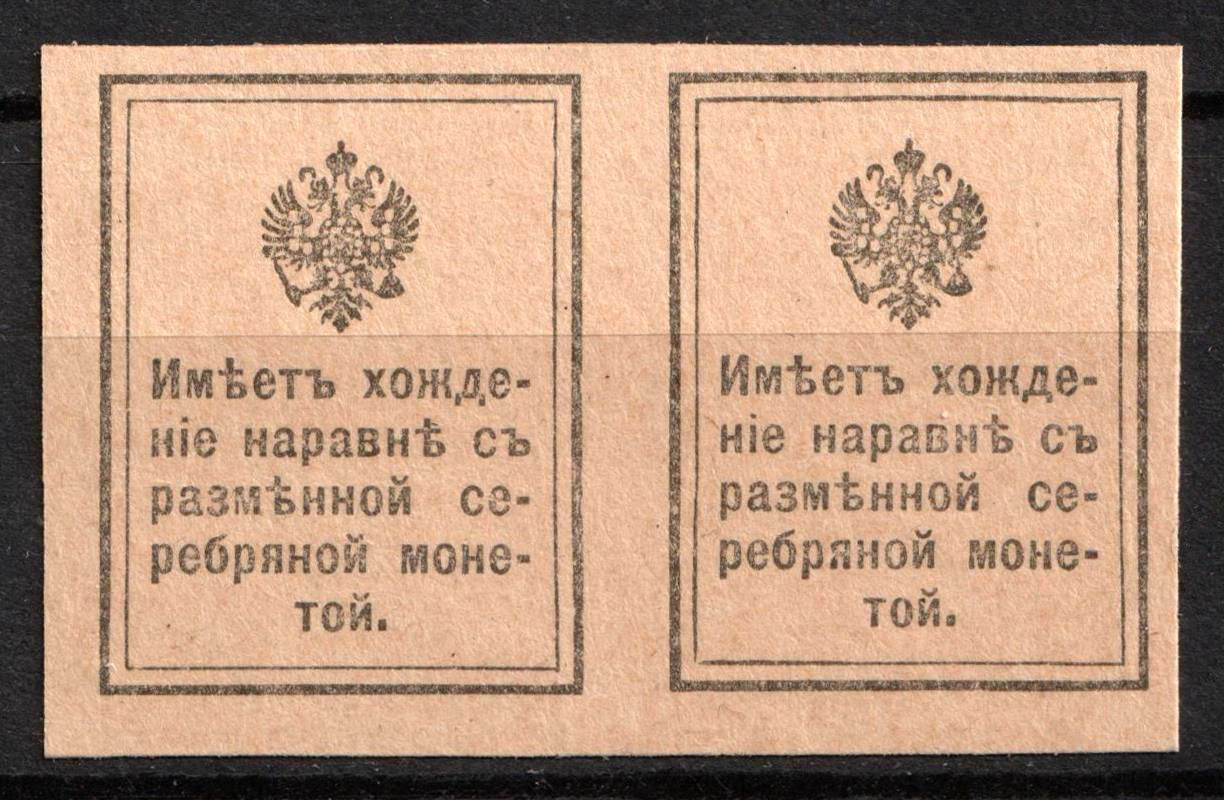 Имѣетъ хожде-
ніе наравнѣ съ
размѣнной се-
ребряной моне-
той.
Имѣетъ хожде-
ніе наравнѣ съ
размѣнной се-
ребряной моне-
той.